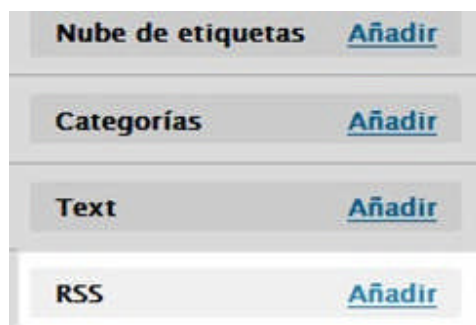 Nube de etiquetas Añadir
Categorías Añadir
Text Añadir
RSS Añadir